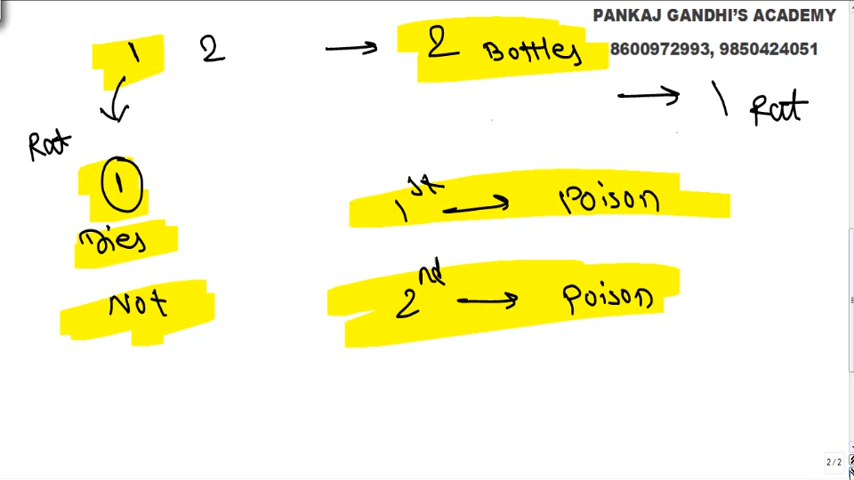 PANKAJ GANDHI'S ACADEMY
8600972993, 9850424051
1 2 → 2 Bottles
→ 1 Rat
Rat
1 1st ↔ Poison
Dies
Not 2nd → Poison
2/2